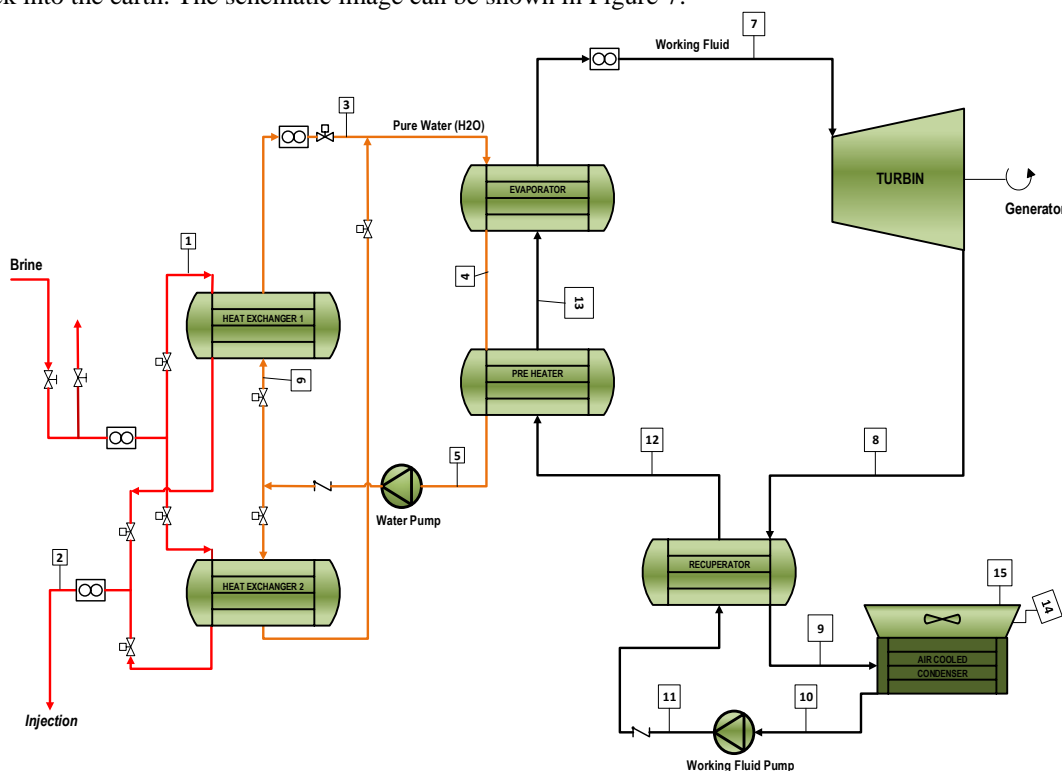 ck into the earth. The schematic image can be shown in Figure 7.
7
Working Fluid
3
Pure Water (H2O)
EVAPORATOR
TURBIN
Generator
1
Brine
4
13
HEAT EXCHANGER 1
6
PRE HEATER
12
8
5
Water Pump
2
HEAT EXCHANGER 2
RECUPERATOR
15
14
9
AIR COOLED
CONDENSER
Injection
11
10
Working Fluid Pump